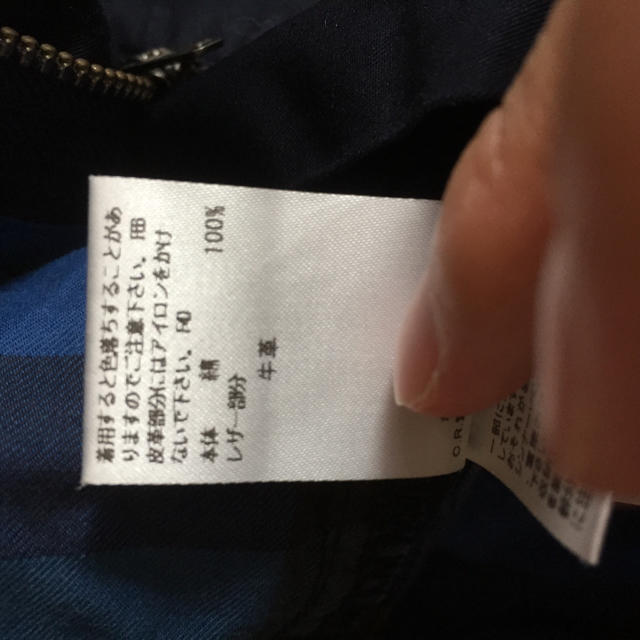 着用すると色落ちすることがあ
りますのでご注意下さい。
皮革部分にはアイロンをかけ
ないで下さい。
本体 綿 100%
レザー部分
牛革